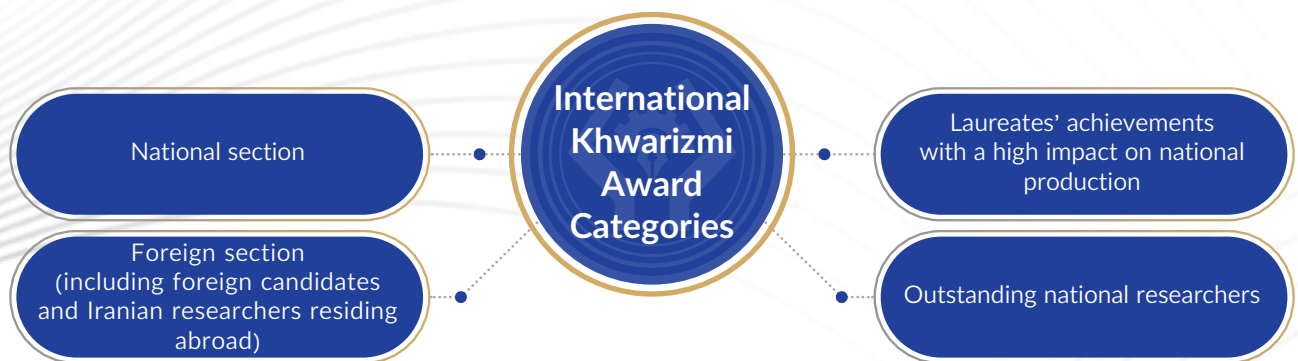 International
Khwarizmi
Award
Categories
National section
Foreign section
(including foreign candidates
and Iranian researchers residing
abroad)
Laureates’ achievements
with a high impact on national
production
Outstanding national researchers